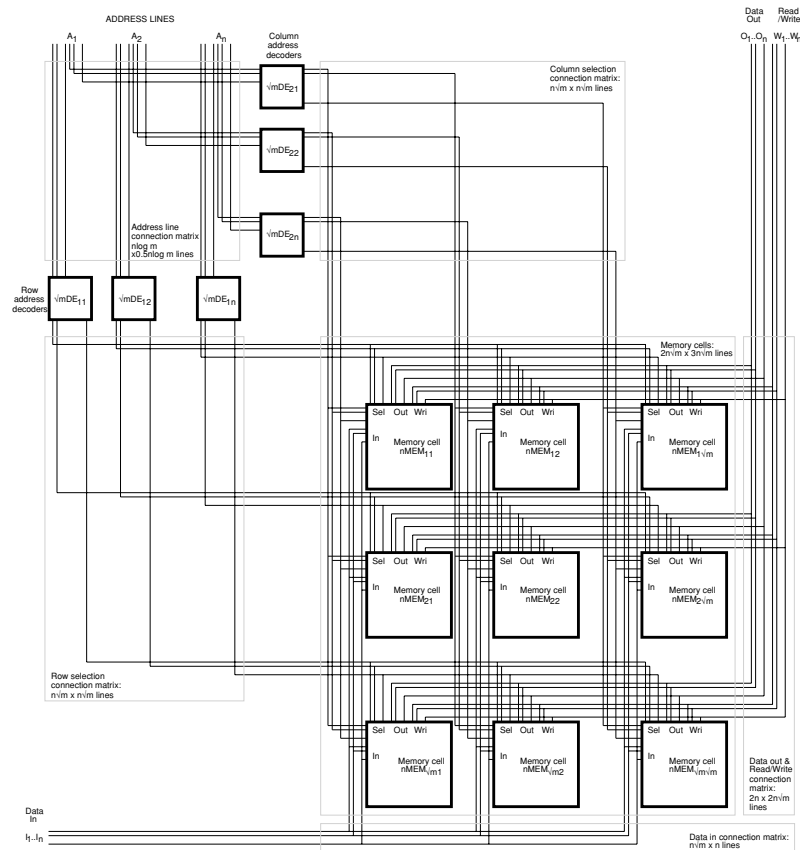 ADDRESS LINES
A1
A2
An
Column
address
decoders
Data
Out
Read
/Write
O1..On
W1..Wn
√mDE21
√mDE22
√mDE2n
Column selection
connection matrix:
n√m x n√m lines
Address line
connection matrix
nlog m
x0.5nlog m lines
Row
address
decoders
√mDE11
√mDE12
√mDE1n
Memory cells:
2n√m x 3n√m lines
Sel Out Wri
In
Memory cell
nMEM11
Sel Out Wri
In
Memory cell
nMEM12
Sel Out Wri
In
Memory cell
nMEM1√m
Sel Out Wri
In
Memory cell
nMEM21
Sel Out Wri
In
Memory cell
nMEM22
Sel Out Wri
In
Memory cell
nMEM2√m
Row selection
connection matrix:
n√m x n√m lines
Sel Out Wri
In
Memory cell
nMEM√m1
Sel Out Wri
In
Memory cell
nMEM√m2
Sel Out Wri
In
Memory cell
nMEM√m√m
Data out &
Read/Write
connection
matrix:
2n x 2n√m
lines
Data
In
I1..In
Data in connection matrix:
n√m x n lines